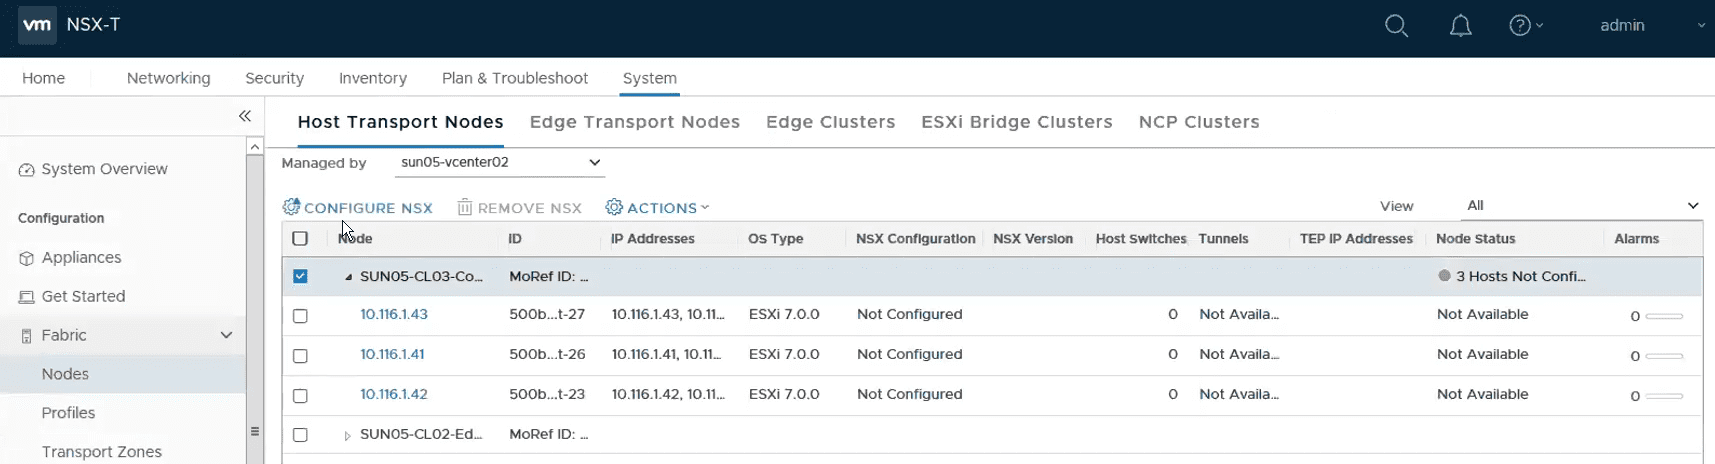 vm NSX-T admin
Home Networking Security Inventory Plan & Troubleshoot System
«
Host Transport Nodes Edge Transport Nodes Edge Clusters ESXi Bridge Clusters NCP Clusters
Managed by sun05-vcenter02
System Overview
Configuration
Appliances
Get Started
Fabric
Nodes
Profiles
Transport Zones
CONFIGURE NSX REMOVE NSX ACTIONS View All
Node ID IP Addresses OS Type NSX Configuration NSX Version Host Switches Tunnels TEP IP Addresses Node Status Alarms
SUN05-CL03-Co... MoRef ID: ... 3 Hosts Not Confi...
10.116.1.43 500b...t-27 10.116.1.43, 10.11... ESXi 7.0.0 Not Configured 0 Not Availa... Not Available 0
10.116.1.41 500b...t-26 10.116.1.41, 10.11... ESXi 7.0.0 Not Configured 0 Not Availa... Not Available 0
10.116.1.42 500b...t-23 10.116.1.42, 10.11... ESXi 7.0.0 Not Configured 0 Not Availa... Not Available 0
SUN05-CL02-Ed... MoRef ID: ...